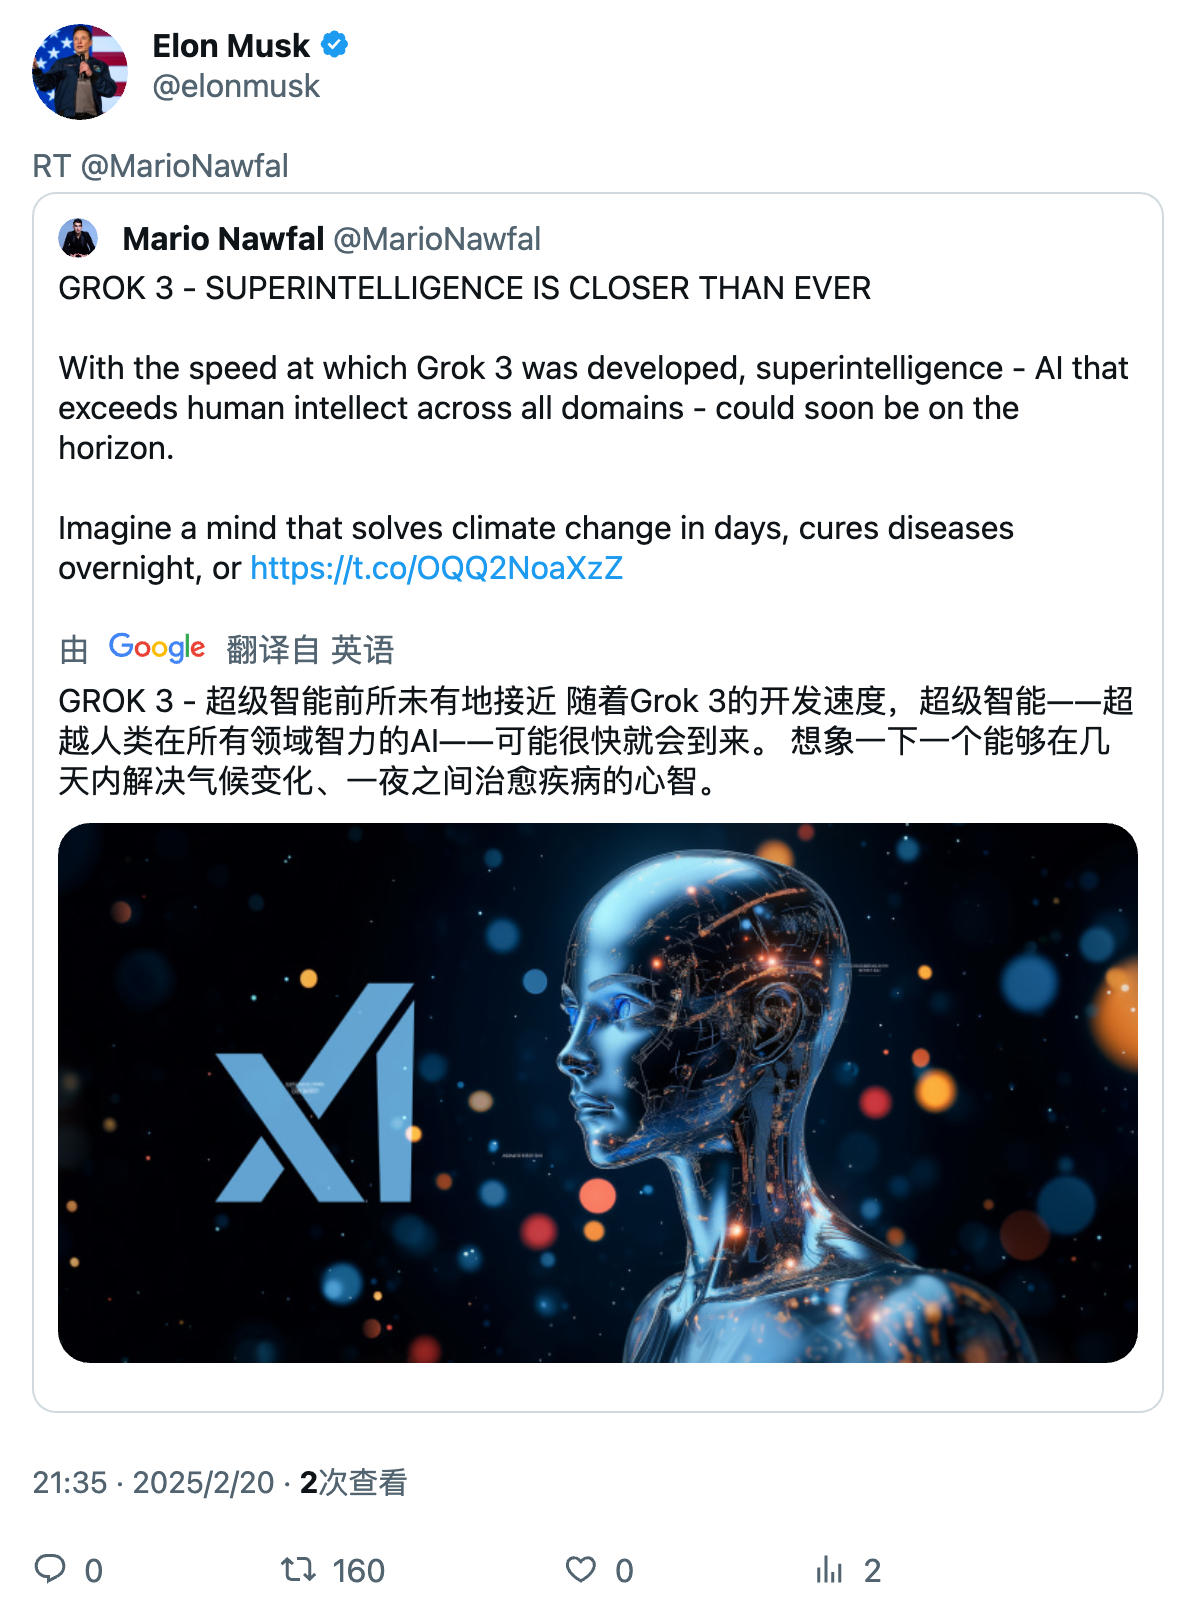 Elon Musk
@elonmusk
RT @MarioNawfal
Mario Nawfal @MarioNawfal
GROK 3 - SUPERINTELLIGENCE IS CLOSER THAN EVER
With the speed at which Grok 3 was developed, superintelligence - AI that
exceeds human intellect across all domains - could soon be on the
horizon.
Imagine a mind that solves climate change in days, cures diseases
overnight, or https://t.co/OQQ2NoaXzZ
由 Google 翻译自 英语
GROK 3 - 超级智能前所未有地接近 随着Grok 3的开发速度，超级智能——超
越人类在所有领域智力的AI——可能很快就会到来。 想象一下一个能够在几
天内解决气候变化、一夜之间治愈疾病的心智。
21:35 · 2025/2/20 · 2次查看
0 160 0 2